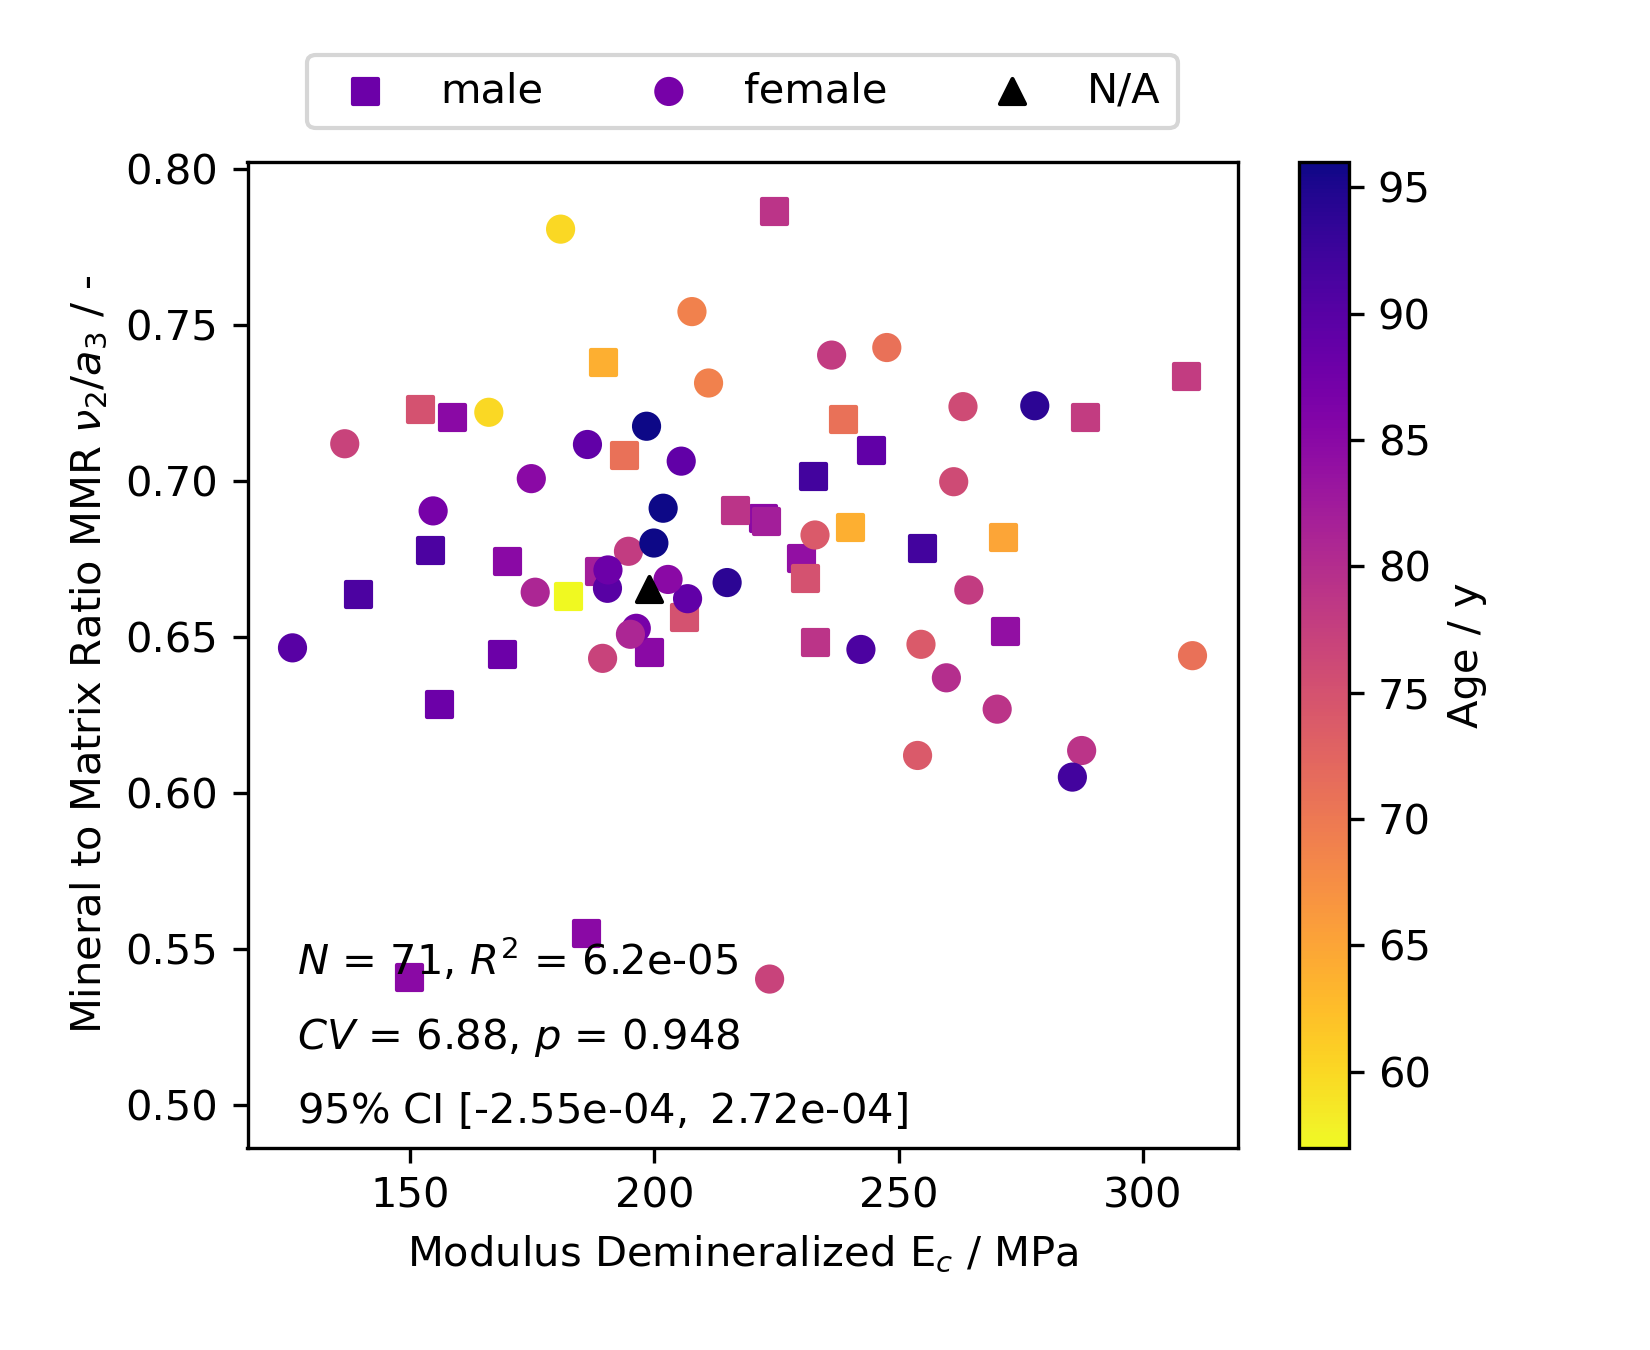 male female N/A
0.80
0.75
0.70
0.65
0.60
0.55
0.50
Mineral to Matrix Ratio MMR ν₂/a₃ / -
N = 71, R² = 6.2e-05
CV = 6.88, p = 0.948
95% CI [-2.55e-04, 2.72e-04]
150 200 250 300
Modulus Demineralized E_c / MPa
95
90
85
80
75
70
65
60
Age / y